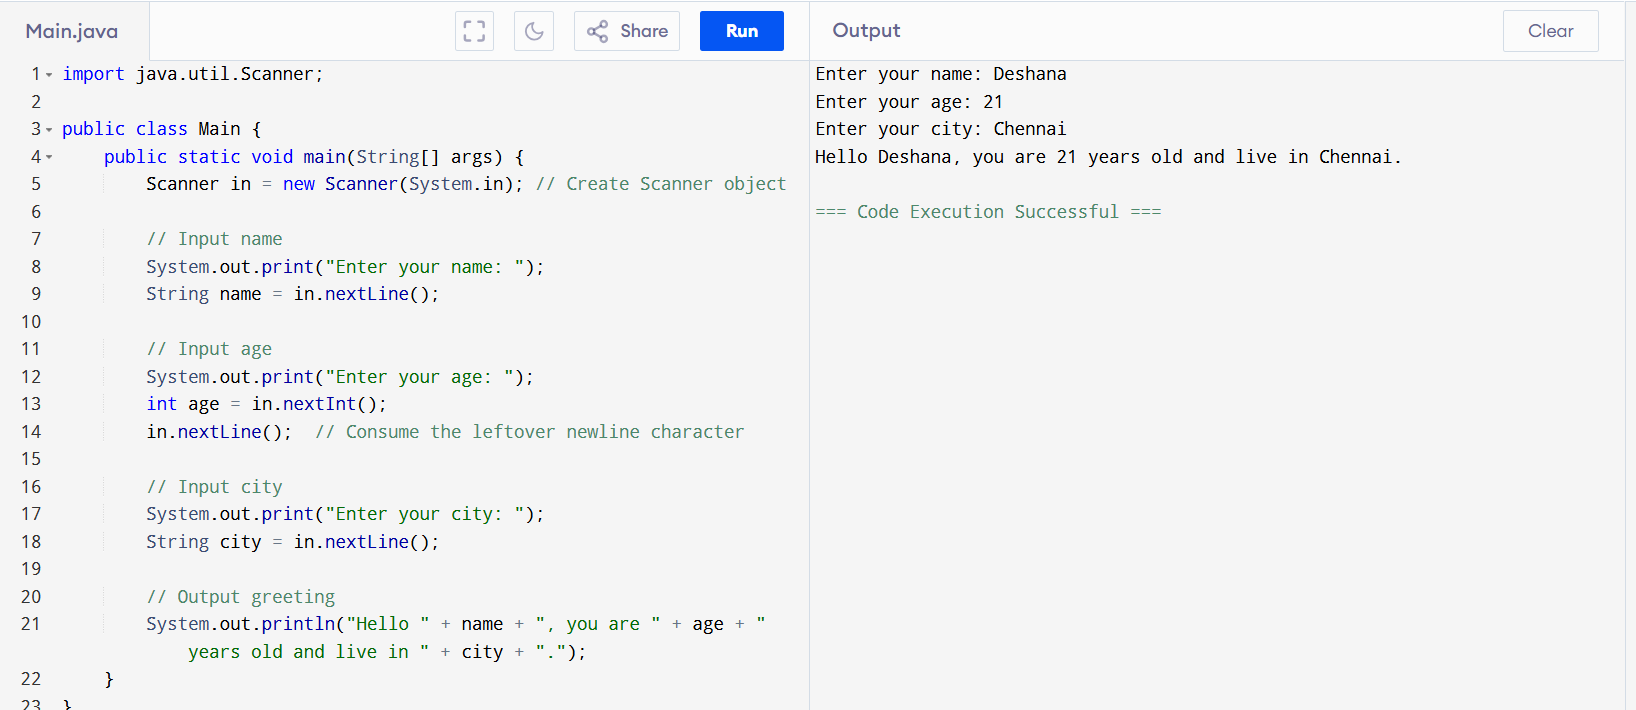 Main.java
Share
Run
Output
Clear
1 import java.util.Scanner;
2
3 public class Main {
4     public static void main(String[] args) {
5         Scanner in = new Scanner(System.in); // Create Scanner object
6
7         // Input name
8         System.out.print("Enter your name: ");
9         String name = in.nextLine();
10
11         // Input age
12         System.out.print("Enter your age: ");
13         int age = in.nextInt();
14         in.nextLine();  // Consume the leftover newline character
15
16         // Input city
17         System.out.print("Enter your city: ");
18         String city = in.nextLine();
19
20         // Output greeting
21         System.out.println("Hello " + name + ", you are " + age + "
            years old and live in " + city + ".");
22     }
23 }
Enter your name: Deshana
Enter your age: 21
Enter your city: Chennai
Hello Deshana, you are 21 years old and live in Chennai.
=== Code Execution Successful ===